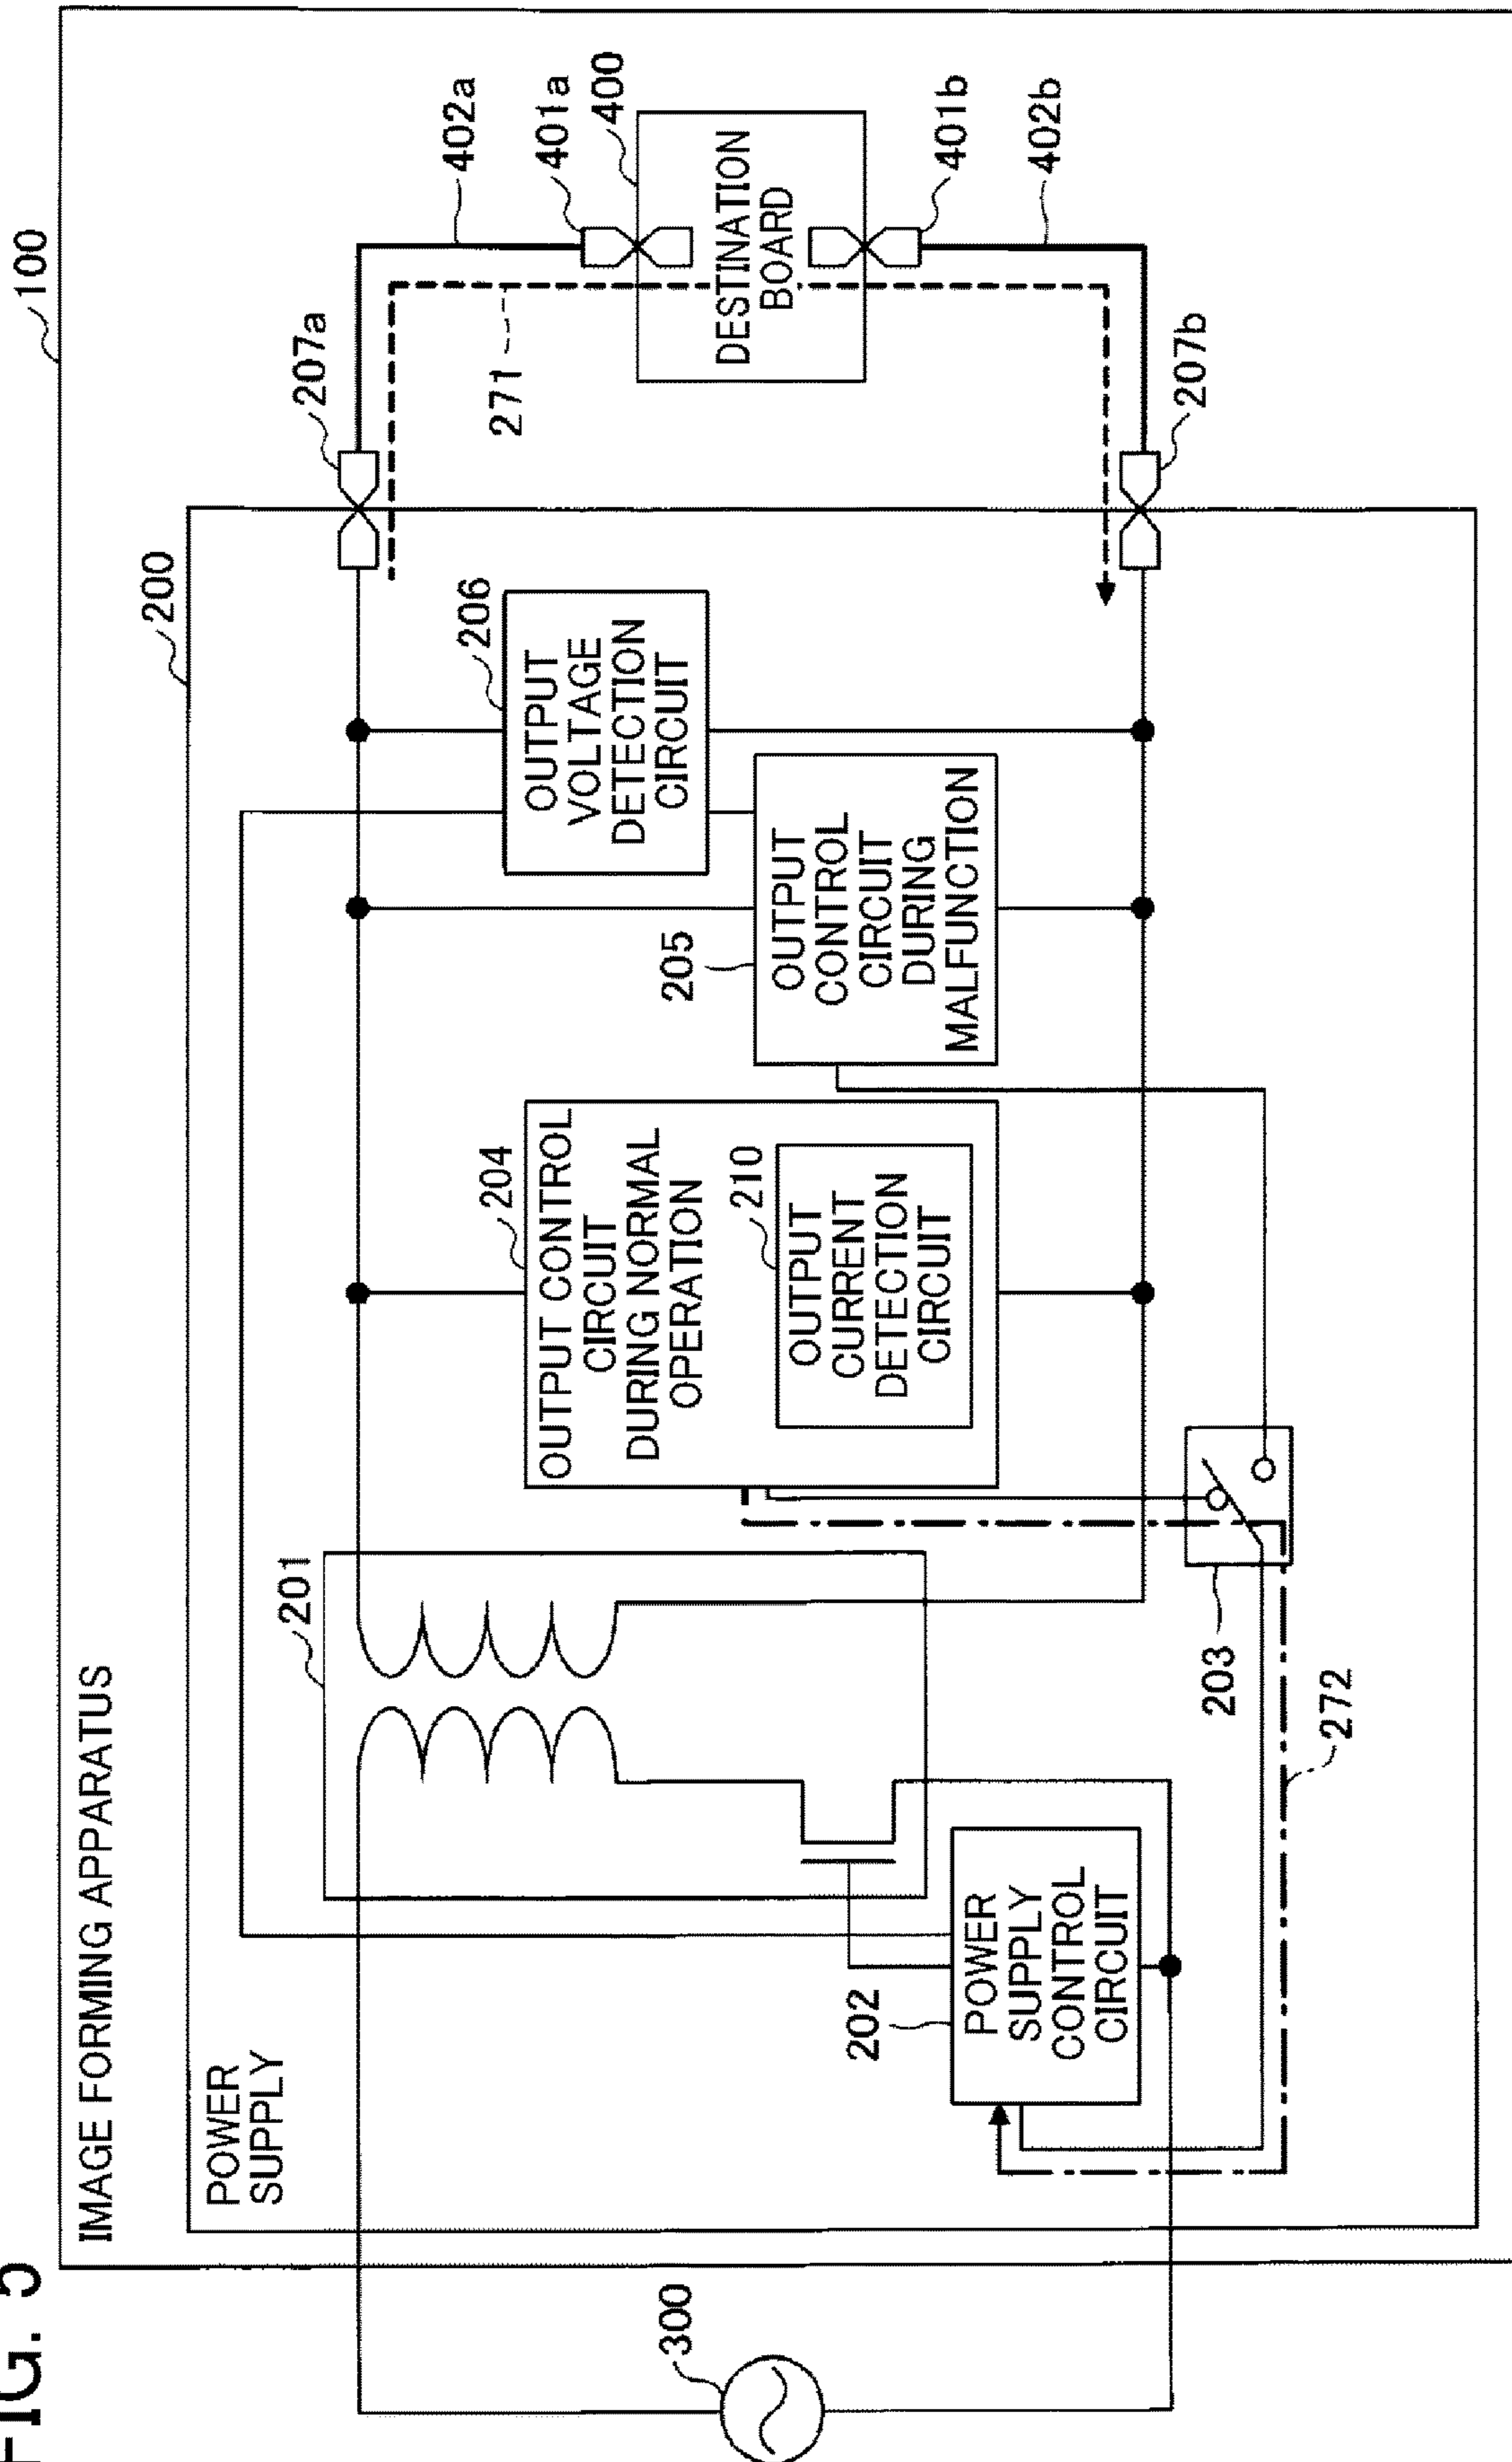 FIG. 5
100
IMAGE FORMING APPARATUS
200
POWER
SUPPLY
201
207a
402a
401a
400
DESTINATION
BOARD
271
206
OUTPUT
VOLTAGE
DETECTION
CIRCUIT
204
OUTPUT CONTROL
CIRCUIT
DURING NORMAL
OPERATION
210
OUTPUT
CURRENT
DETECTION
CIRCUIT
205
OUTPUT
CONTROL
CIRCUIT
DURING
MALFUNCTION
300
202
POWER
SUPPLY
CONTROL
CIRCUIT
203
272
401b
402b
207b